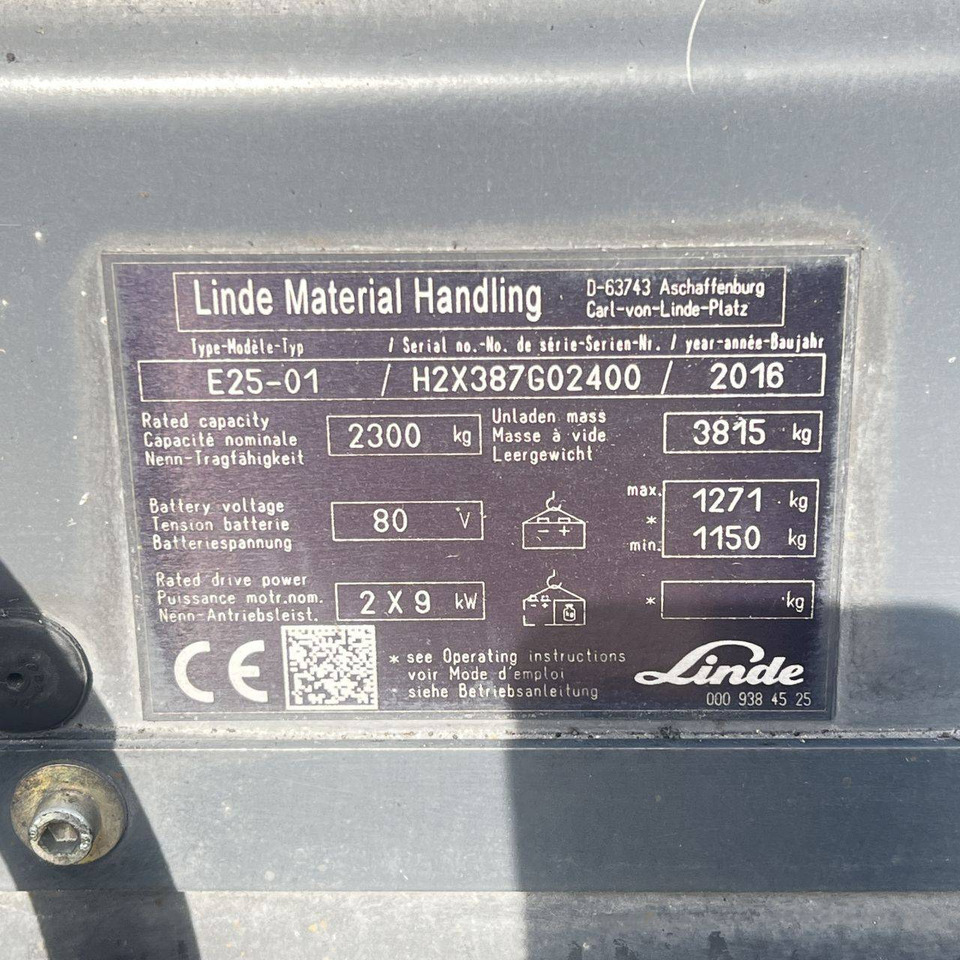 Linde Material Handling
D-63743 Aschaffenburg
Carl-von-Linde-Platz
Type-Modèle-Typ / Serial no.-No. de série-Serien-Nr. / year-année-Baujahr
E25-01 / H2X387G02400 / 2016
Rated capacity
Capacité nominale
Nenn-Tragfähigkeit
2300 kg
Unladen mass
Masse à vide
Leergewicht
3815 kg
Battery voltage
Tension batterie
Batteriespannung
80 V
max. 1271 kg
*
min. 1150 kg
Rated drive power
Puissance motr.nom.
Nenn-Antriebsleist.
2 X 9 kW
* kg
CE
* see Operating instructions
voir Mode d'emploi
siehe Betriebsanleitung
Linde
000 938 45 25